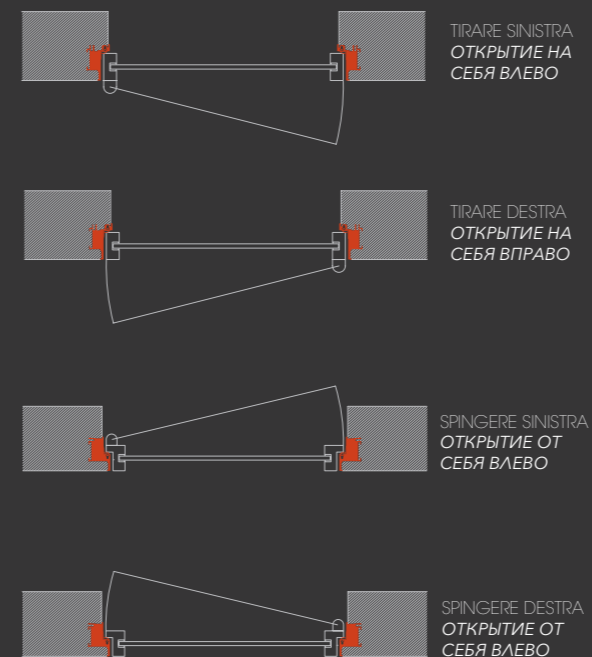 TIRARE SINISTRA
ОТКРЫТИЕ НА
СЕБЯ ВЛЕВО
TIRARE DESTRA
ОТКРЫТИЕ НА
СЕБЯ ВПРАВО
SPINGERE SINISTRA
ОТКРЫТИЕ ОТ
СЕБЯ ВЛЕВО
SPINGERE DESTRA
ОТКРЫТИЕ ОТ
СЕБЯ ВЛЕВО